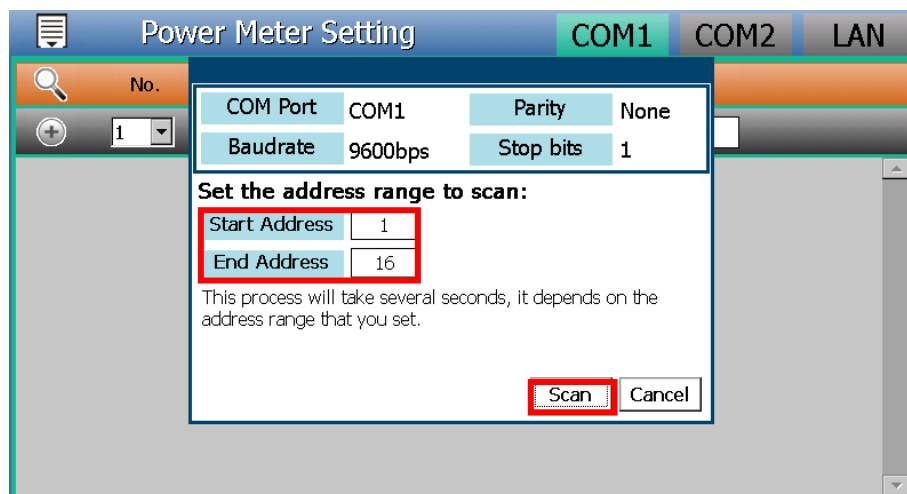 Power Meter Setting COM1 COM2 LAN
No.
1
COM Port COM1 Parity None
Baudrate 9600bps Stop bits 1
Set the address range to scan:
Start Address 1
End Address 16
This process will take several seconds, it depends on the
address range that you set.
Scan Cancel